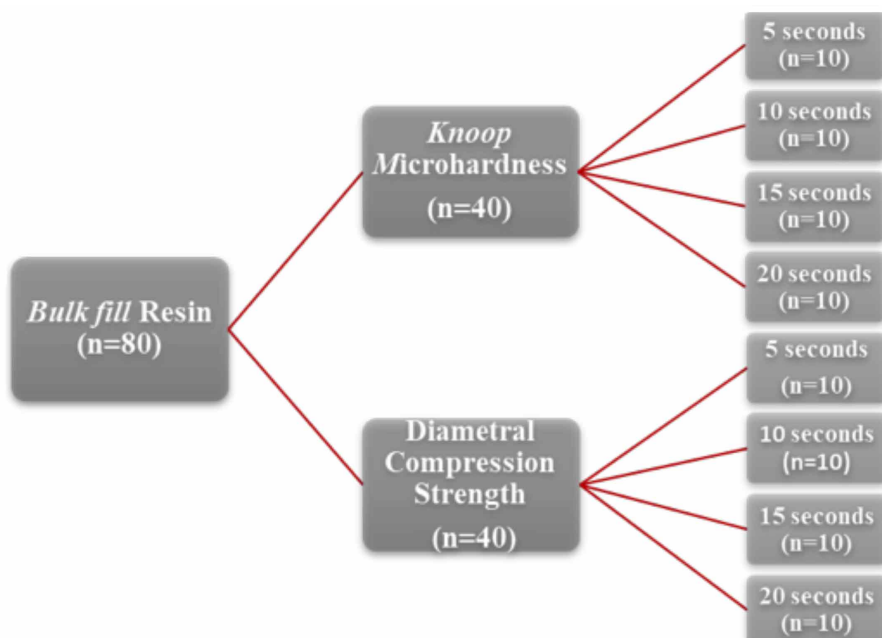 Bulk fill Resin
(n=80)
Knoop
Microhardness
(n=40)
5 seconds
(n=10)
10 seconds
(n=10)
15 seconds
(n=10)
20 seconds
(n=10)
Diametral
Compression
Strength
(n=40)
5 seconds
(n=10)
10 seconds
(n=10)
15 seconds
(n=10)
20 seconds
(n=10)